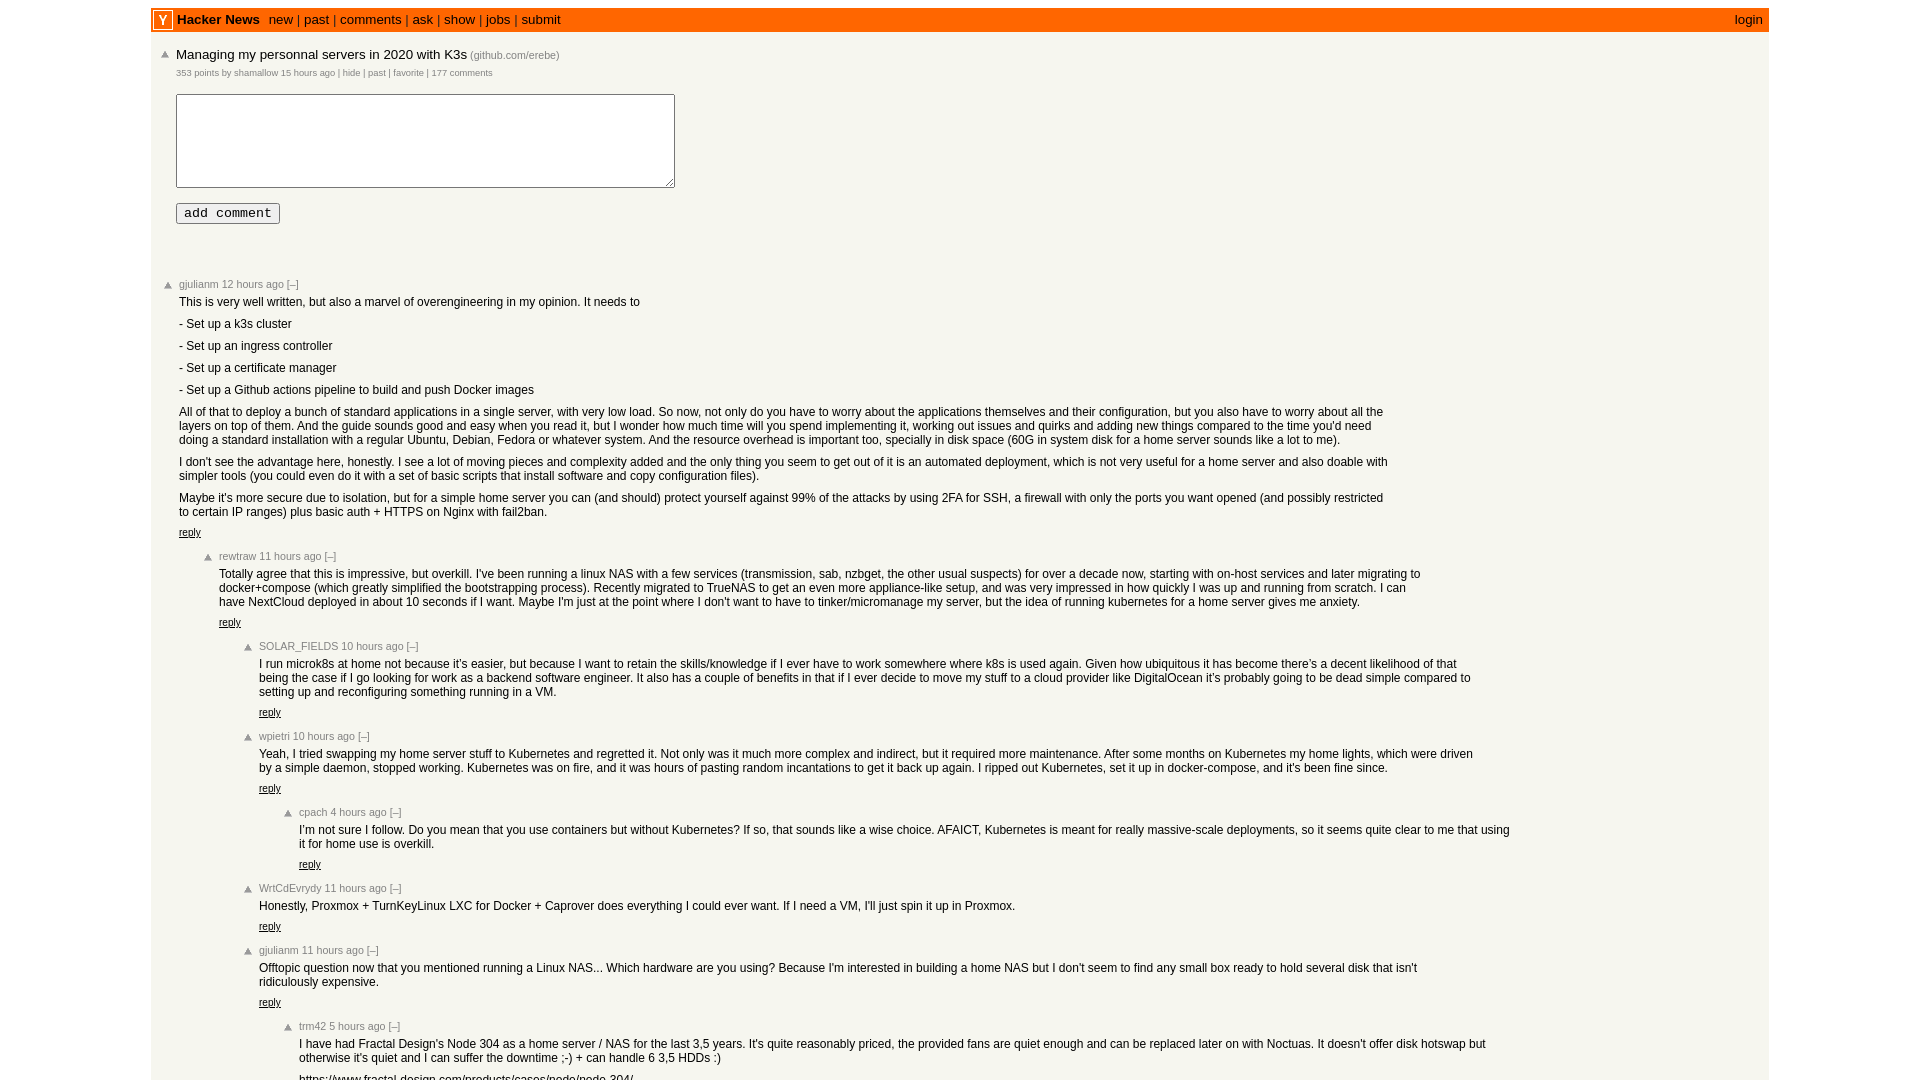 Y Hacker News new | past | comments | ask | show | jobs | submit login
Managing my personnal servers in 2020 with K3s (github.com/erebe)
353 points by shamallow 15 hours ago | hide | past | favorite | 177 comments
add comment
gjulianm 12 hours ago [–]
This is very well written, but also a marvel of overengineering in my opinion. It needs to
- Set up a k3s cluster
- Set up an ingress controller
- Set up a certificate manager
- Set up a Github actions pipeline to build and push Docker images
All of that to deploy a bunch of standard applications in a single server, with very low load. So now, not only do you have to worry about the applications themselves and their configuration, but you also have to worry about all the
layers on top of them. And the guide sounds good and easy when you read it, but I wonder how much time will you spend implementing it, working out issues and quirks and adding new things compared to the time you'd need
doing a standard installation with a regular Ubuntu, Debian, Fedora or whatever system. And the resource overhead is important too, specially in disk space (60G in system disk for a home server sounds like a lot to me).
I don't see the advantage here, honestly. I see a lot of moving pieces and complexity added and the only thing you seem to get out of it is an automated deployment, which is not very useful for a home server and also doable with
simpler tools (you could even do it with a set of basic scripts that install software and copy configuration files).
Maybe it's more secure due to isolation, but for a simple home server you can (and should) protect yourself against 99% of the attacks by using 2FA for SSH, a firewall with only the ports you want opened (and possibly restricted
to certain IP ranges) plus basic auth + HTTPS on Nginx with fail2ban.
reply
rewtraw 11 hours ago [–]
Totally agree that this is impressive, but overkill. I've been running a linux NAS with a few services (transmission, sab, nzbget, the other usual suspects) for over a decade now, starting with on-host services and later migrating to
docker+compose (which greatly simplified the bootstrapping process). Recently migrated to TrueNAS to get an even more appliance-like setup, and was very impressed in how quickly I was up and running from scratch. I can
have NextCloud deployed in about 10 seconds if I want. Maybe I'm just at the point where I don't want to have to tinker/micromanage my server, but the idea of running kubernetes for a home server gives me anxiety.
reply
SOLAR_FIELDS 10 hours ago [–]
I run microk8s at home not because it’s easier, but because I want to retain the skills/knowledge if I ever have to work somewhere where k8s is used again. Given how ubiquitous it has become there’s a decent likelihood of that
being the case if I go looking for work as a backend software engineer. It also has a couple of benefits in that if I ever decide to move my stuff to a cloud provider like DigitalOcean it’s probably going to be dead simple compared to
setting up and reconfiguring something running in a VM.
reply
wpietri 10 hours ago [–]
Yeah, I tried swapping my home server stuff to Kubernetes and regretted it. Not only was it much more complex and indirect, but it required more maintenance. After some months on Kubernetes my home lights, which were driven
by a simple daemon, stopped working. Kubernetes was on fire, and it was hours of pasting random incantations to get it back up again. I ripped out Kubernetes, set it up in docker-compose, and it's been fine since.
reply
cpach 4 hours ago [–]
I’m not sure I follow. Do you mean that you use containers but without Kubernetes? If so, that sounds like a wise choice. AFAICT, Kubernetes is meant for really massive-scale deployments, so it seems quite clear to me that using
it for home use is overkill.
reply
WrtCdEvrydy 11 hours ago [–]
Honestly, Proxmox + TurnKeyLinux LXC for Docker + Caprover does everything I could ever want. If I need a VM, I'll just spin it up in Proxmox.
reply
gjulianm 11 hours ago [–]
Offtopic question now that you mentioned running a Linux NAS... Which hardware are you using? Because I'm interested in building a home NAS but I don't seem to find any small box ready to hold several disk that isn't
ridiculously expensive.
reply
trm42 5 hours ago [–]
I have had Fractal Design's Node 304 as a home server / NAS for the last 3,5 years. It's quite reasonably priced, the provided fans are quiet enough and can be replaced later on with Noctuas. It doesn't offer disk hotswap but
otherwise it's quiet and I can suffer the downtime ;-) + can handle 6 3,5 HDDs :)
https://www.fractal-design.com/products/cases/node/node-304/